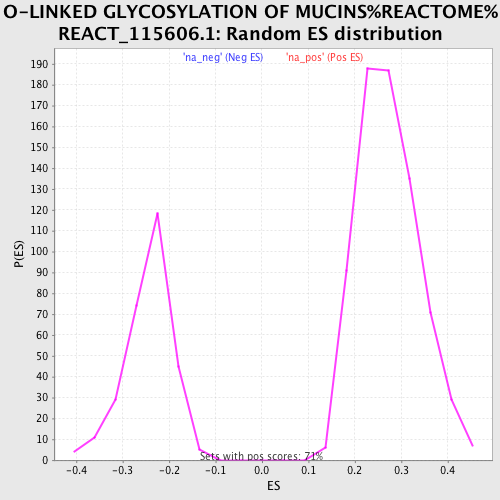 O-LINKED GLYCOSYLATION OF MUCINS%REACTOME%
REACT_115606.1: Random ES distribution
'na_neg' (Neg ES) 'na_pos' (Pos ES)
190
180
170
160
150
140
130
120
110
100
90
80
70
60
50
40
30
20
10
0
P(ES)
Sets with pos scores: 71%
-0.4 -0.3 -0.2 -0.1 0.0 0.1 0.2 0.3 0.4
ES